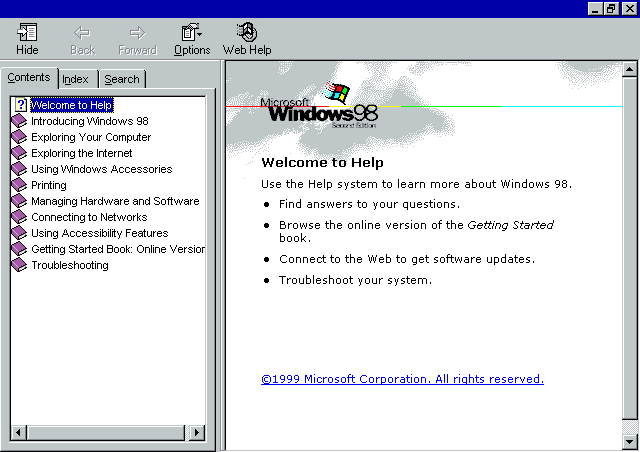 Hide
Back
Forward
Options
Web Help
Contents
Index
Search
Welcome to Help
Introducing Windows 98
Exploring Your Computer
Exploring the Internet
Using Windows Accessories
Printing
Managing Hardware and Software
Connecting to Networks
Using Accessibility Features
Getting Started Book: Online Version
Troubleshooting
Microsoft
Windows98
Second Edition
Welcome to Help
Use the Help system to learn more about Windows 98.
• Find answers to your questions.
• Browse the online version of the Getting Started
book.
• Connect to the Web to get software updates.
• Troubleshoot your system.
©1999 Microsoft Corporation. All rights reserved.